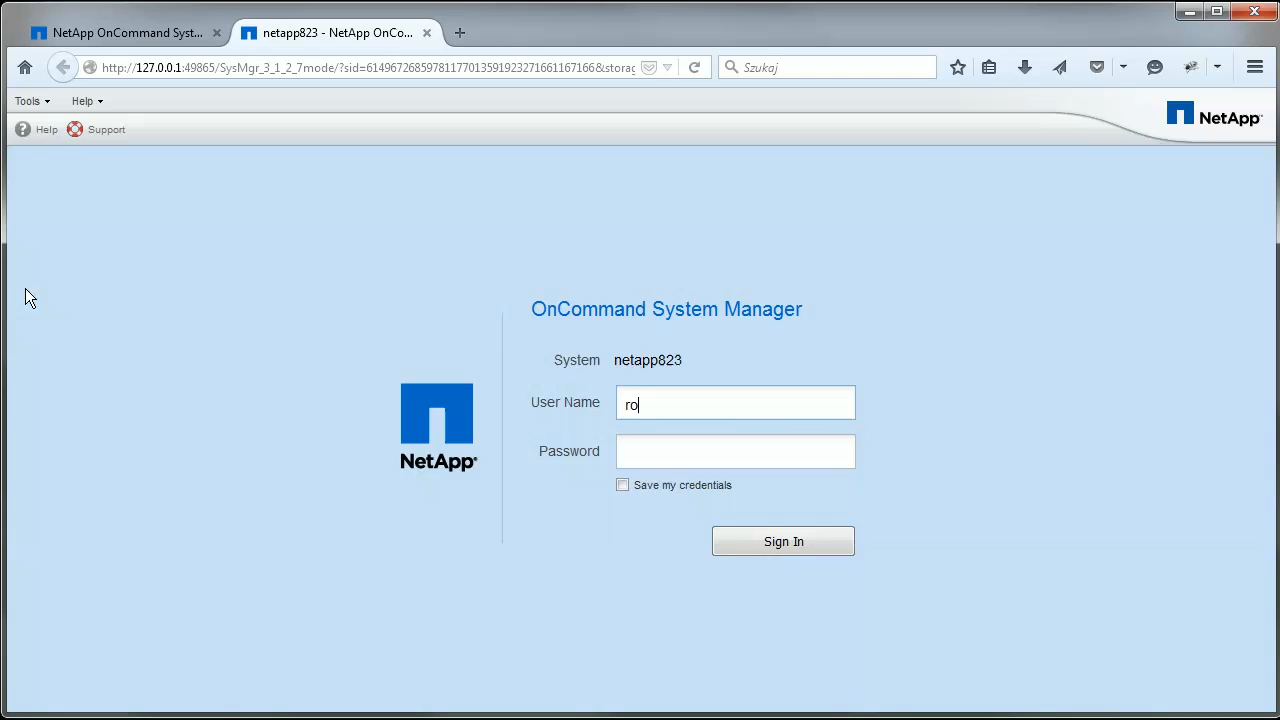 NetApp OnCommand Syst...
netapp823 - NetApp OnCo...
http://127.0.0.1:49865/SysMgr_3_1_2_7mode/?sid=61496726859781177013591923271661167166&storag
Szukaj
Tools
Help
NetApp
Help
Support
OnCommand System Manager
System netapp823
User Name ro
Password
NetApp
Save my credentials
Sign In